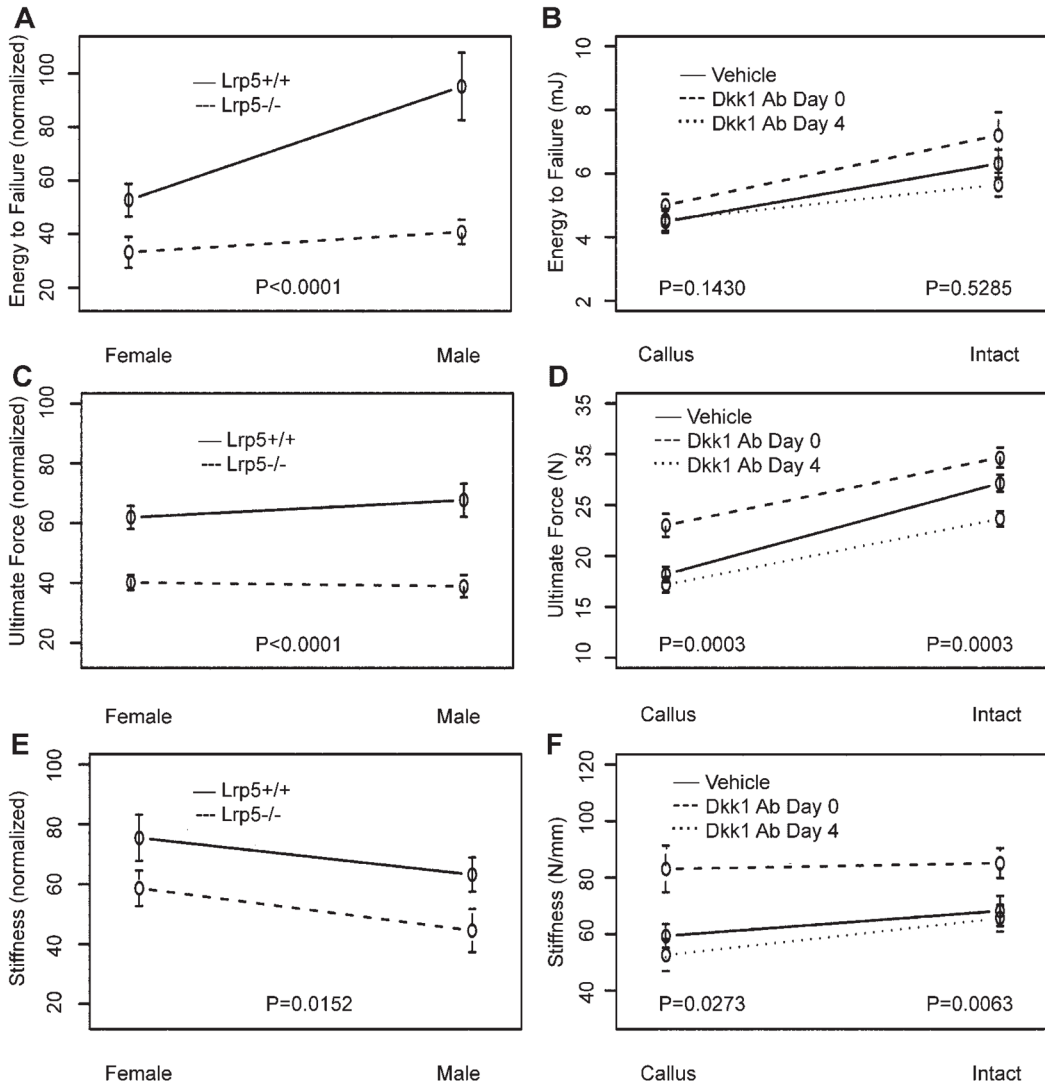 A
Energy to Failure (normalized)
100
80
60
40
20
Lrp5+/+
Lrp5-/-
P<0.0001
Female
Male
B
Energy to Failure (mJ)
10
8
6
4
2
Vehicle
Dkk1 Ab Day 0
Dkk1 Ab Day 4
P=0.1430
P=0.5285
Callus
Intact
C
Ultimate Force (normalized)
100
80
60
40
20
Lrp5+/+
Lrp5-/-
P<0.0001
Female
Male
D
Ultimate Force (N)
35
35
25
20
15
10
Vehicle
Dkk1 Ab Day 0
Dkk1 Ab Day 4
P=0.0003
P=0.0003
Callus
Intact
E
Stiffness (normalized)
100
80
60
40
20
Lrp5+/+
Lrp5-/-
P=0.0152
Female
Male
F
Stiffness (N/mm)
120
100
80
60
40
Vehicle
Dkk1 Ab Day 0
Dkk1 Ab Day 4
P=0.0273
P=0.0063
Callus
Intact